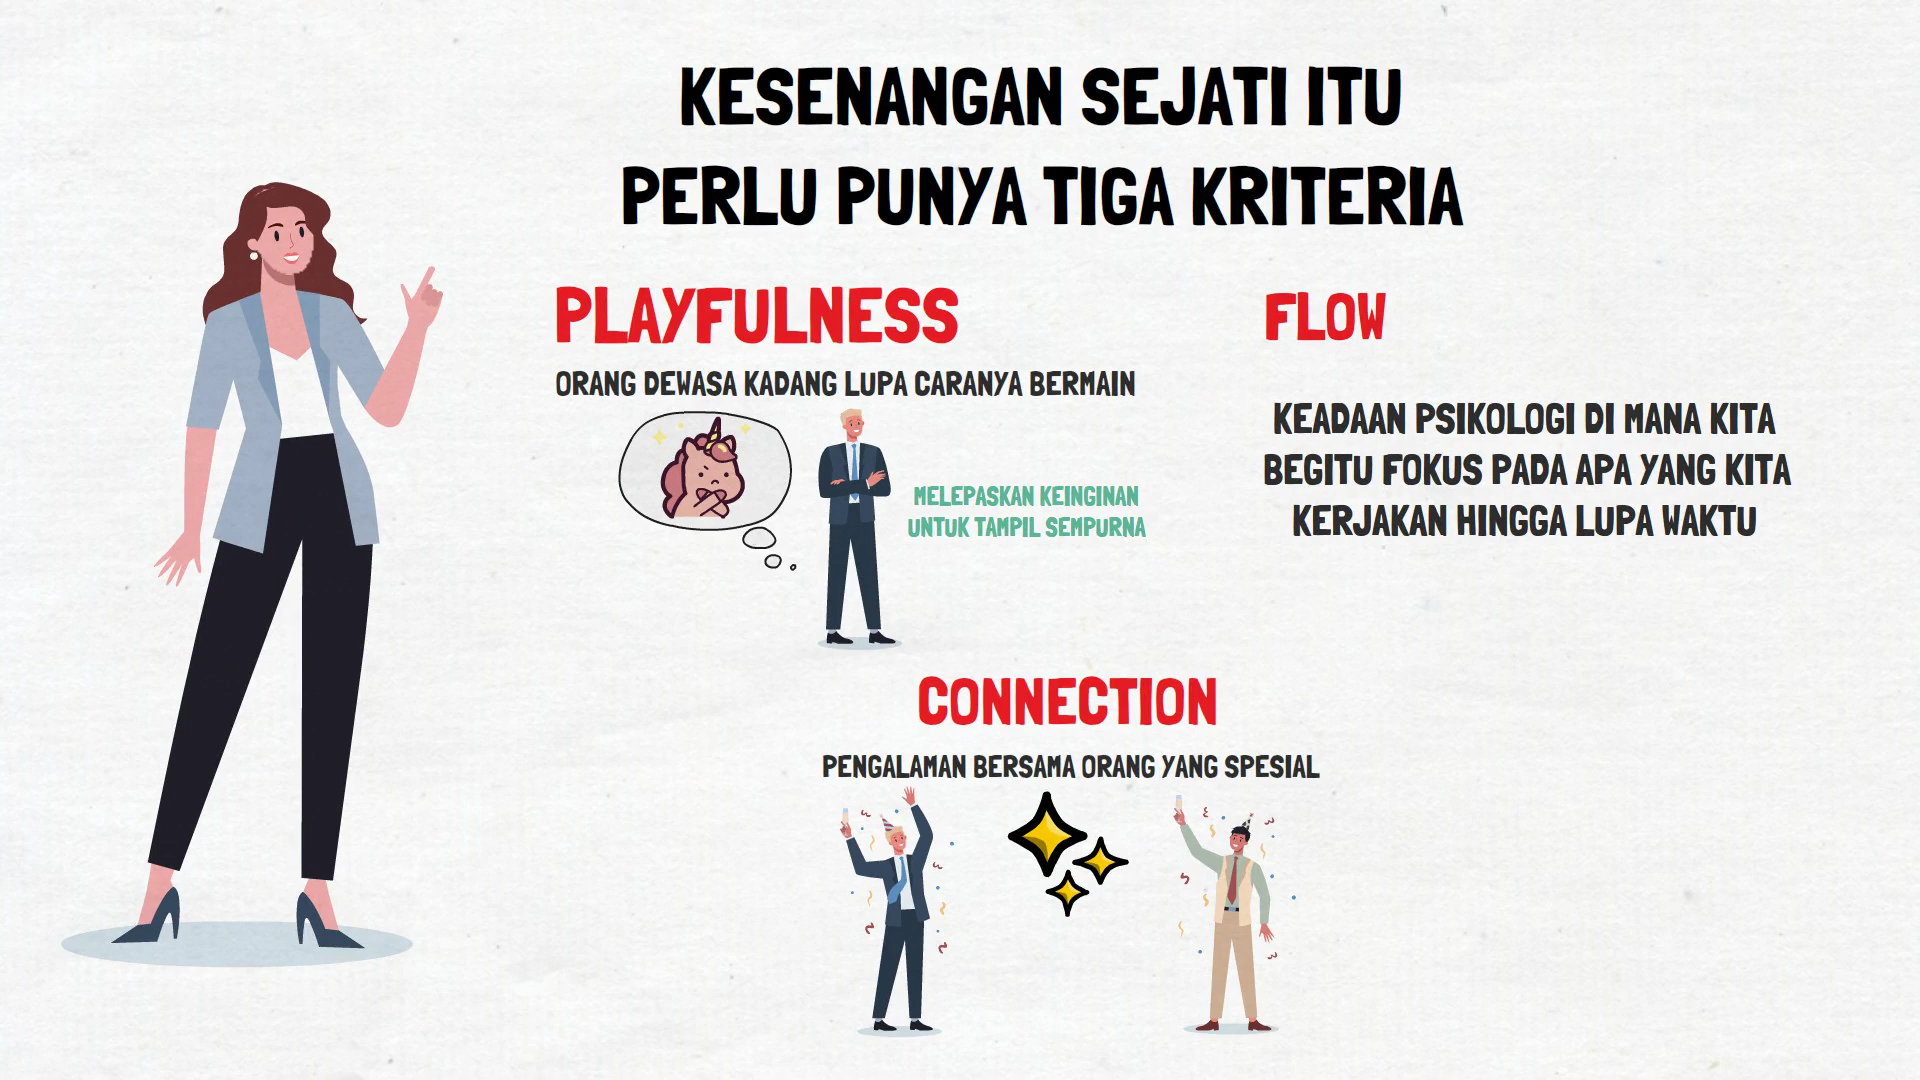 KESENANGAN SEJATI ITU
PERLU PUNYA TIGA KRITERIA
PLAYFULNESS
ORANG DEWASA KADANG LUPA CARANYA BERMAIN
MELEPASKAN KEINGINAN
UNTUK TAMPIL SEMPURNA
FLOW
KEADAAN PSIKOLOGI DI MANA KITA
BEGITU FOKUS PADA APA YANG KITA
KERJAKAN HINGGA LUPA WAKTU
CONNECTION
PENGALAMAN BERSAMA ORANG YANG SPESIAL